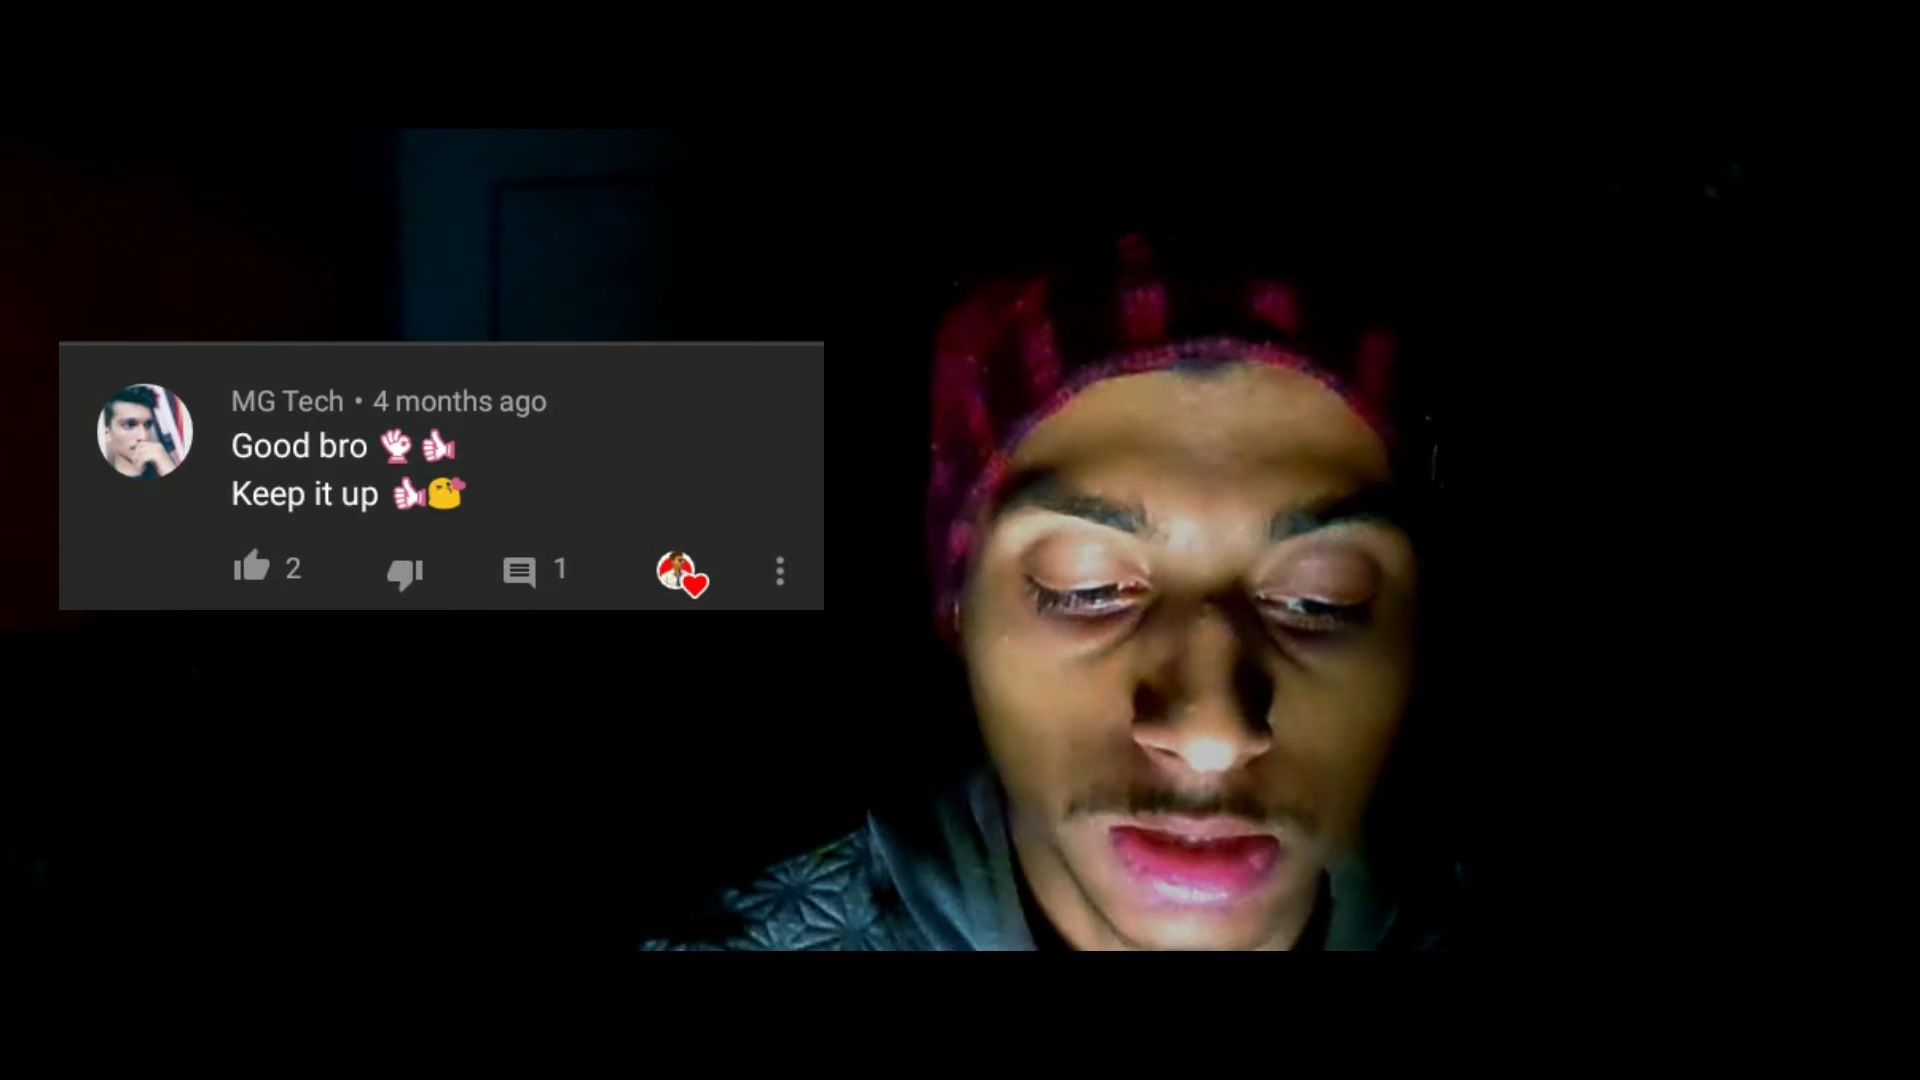 MG Tech • 4 months ago
Good bro 👌👍
Keep it up 👍😘
2
1